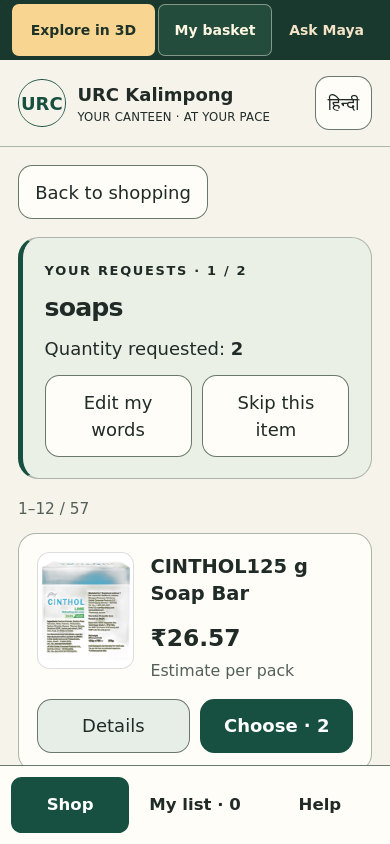 Explore in 3D
My basket
Ask Maya
URC
URC Kalimpong
YOUR CANTEEN · AT YOUR PACE
हिन्दी
Back to shopping
YOUR REQUESTS · 1 / 2
soaps
Quantity requested: 2
Edit my
words
Skip this
item
1–12 / 57
CINTHOL
CINTHOL125 g
Soap Bar
₹26.57
Estimate per pack
Details
Choose · 2
Shop
My list · 0
Help